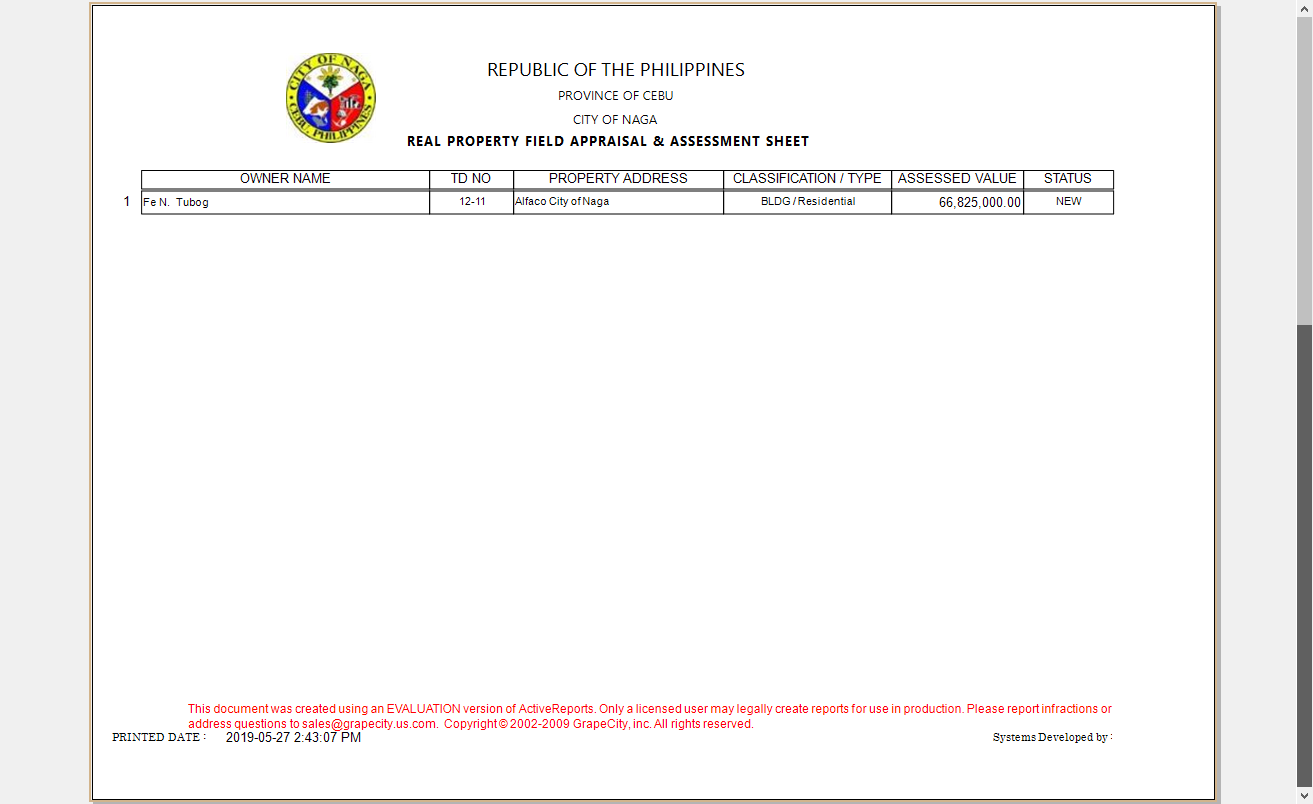 CITY OF NAGA
CEBU, PHILIPPINES
REPUBLIC OF THE PHILIPPINES
PROVINCE OF CEBU
CITY OF NAGA
REAL PROPERTY FIELD APPRAISAL & ASSESSMENT SHEET
OWNER NAME TD NO PROPERTY ADDRESS CLASSIFICATION / TYPE ASSESSED VALUE STATUS
1 Fe N. Tubog 12-11 Alfaco City of Naga BLDG / Residential 66,825,000.00 NEW
This document was created using an EVALUATION version of ActiveReports. Only a licensed user may legally create reports for use in production. Please report infractions or
address questions to sales@grapecity.us.com. Copyright © 2002-2009 GrapeCity, inc. All rights reserved.
PRINTED DATE : 2019-05-27 2:43:07 PM Systems Developed by :